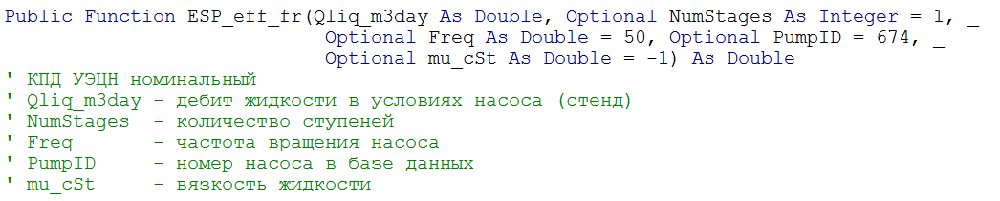 Public Function ESP_eff_fr(Qliq_m3day As Double, Optional NumStages As Integer = 1, _
Optional Freq As Double = 50, Optional PumpID = 674, _
Optional mu_cSt As Double = -1) As Double
' КПД УЭЦН номинальный
' Qliq_m3day - дебит жидкости в условиях насоса (стенд)
' NumStages - количество ступеней
' Freq - частота вращения насоса
' PumpID - номер насоса в базе данных
' mu_cSt - вязкость жидкости